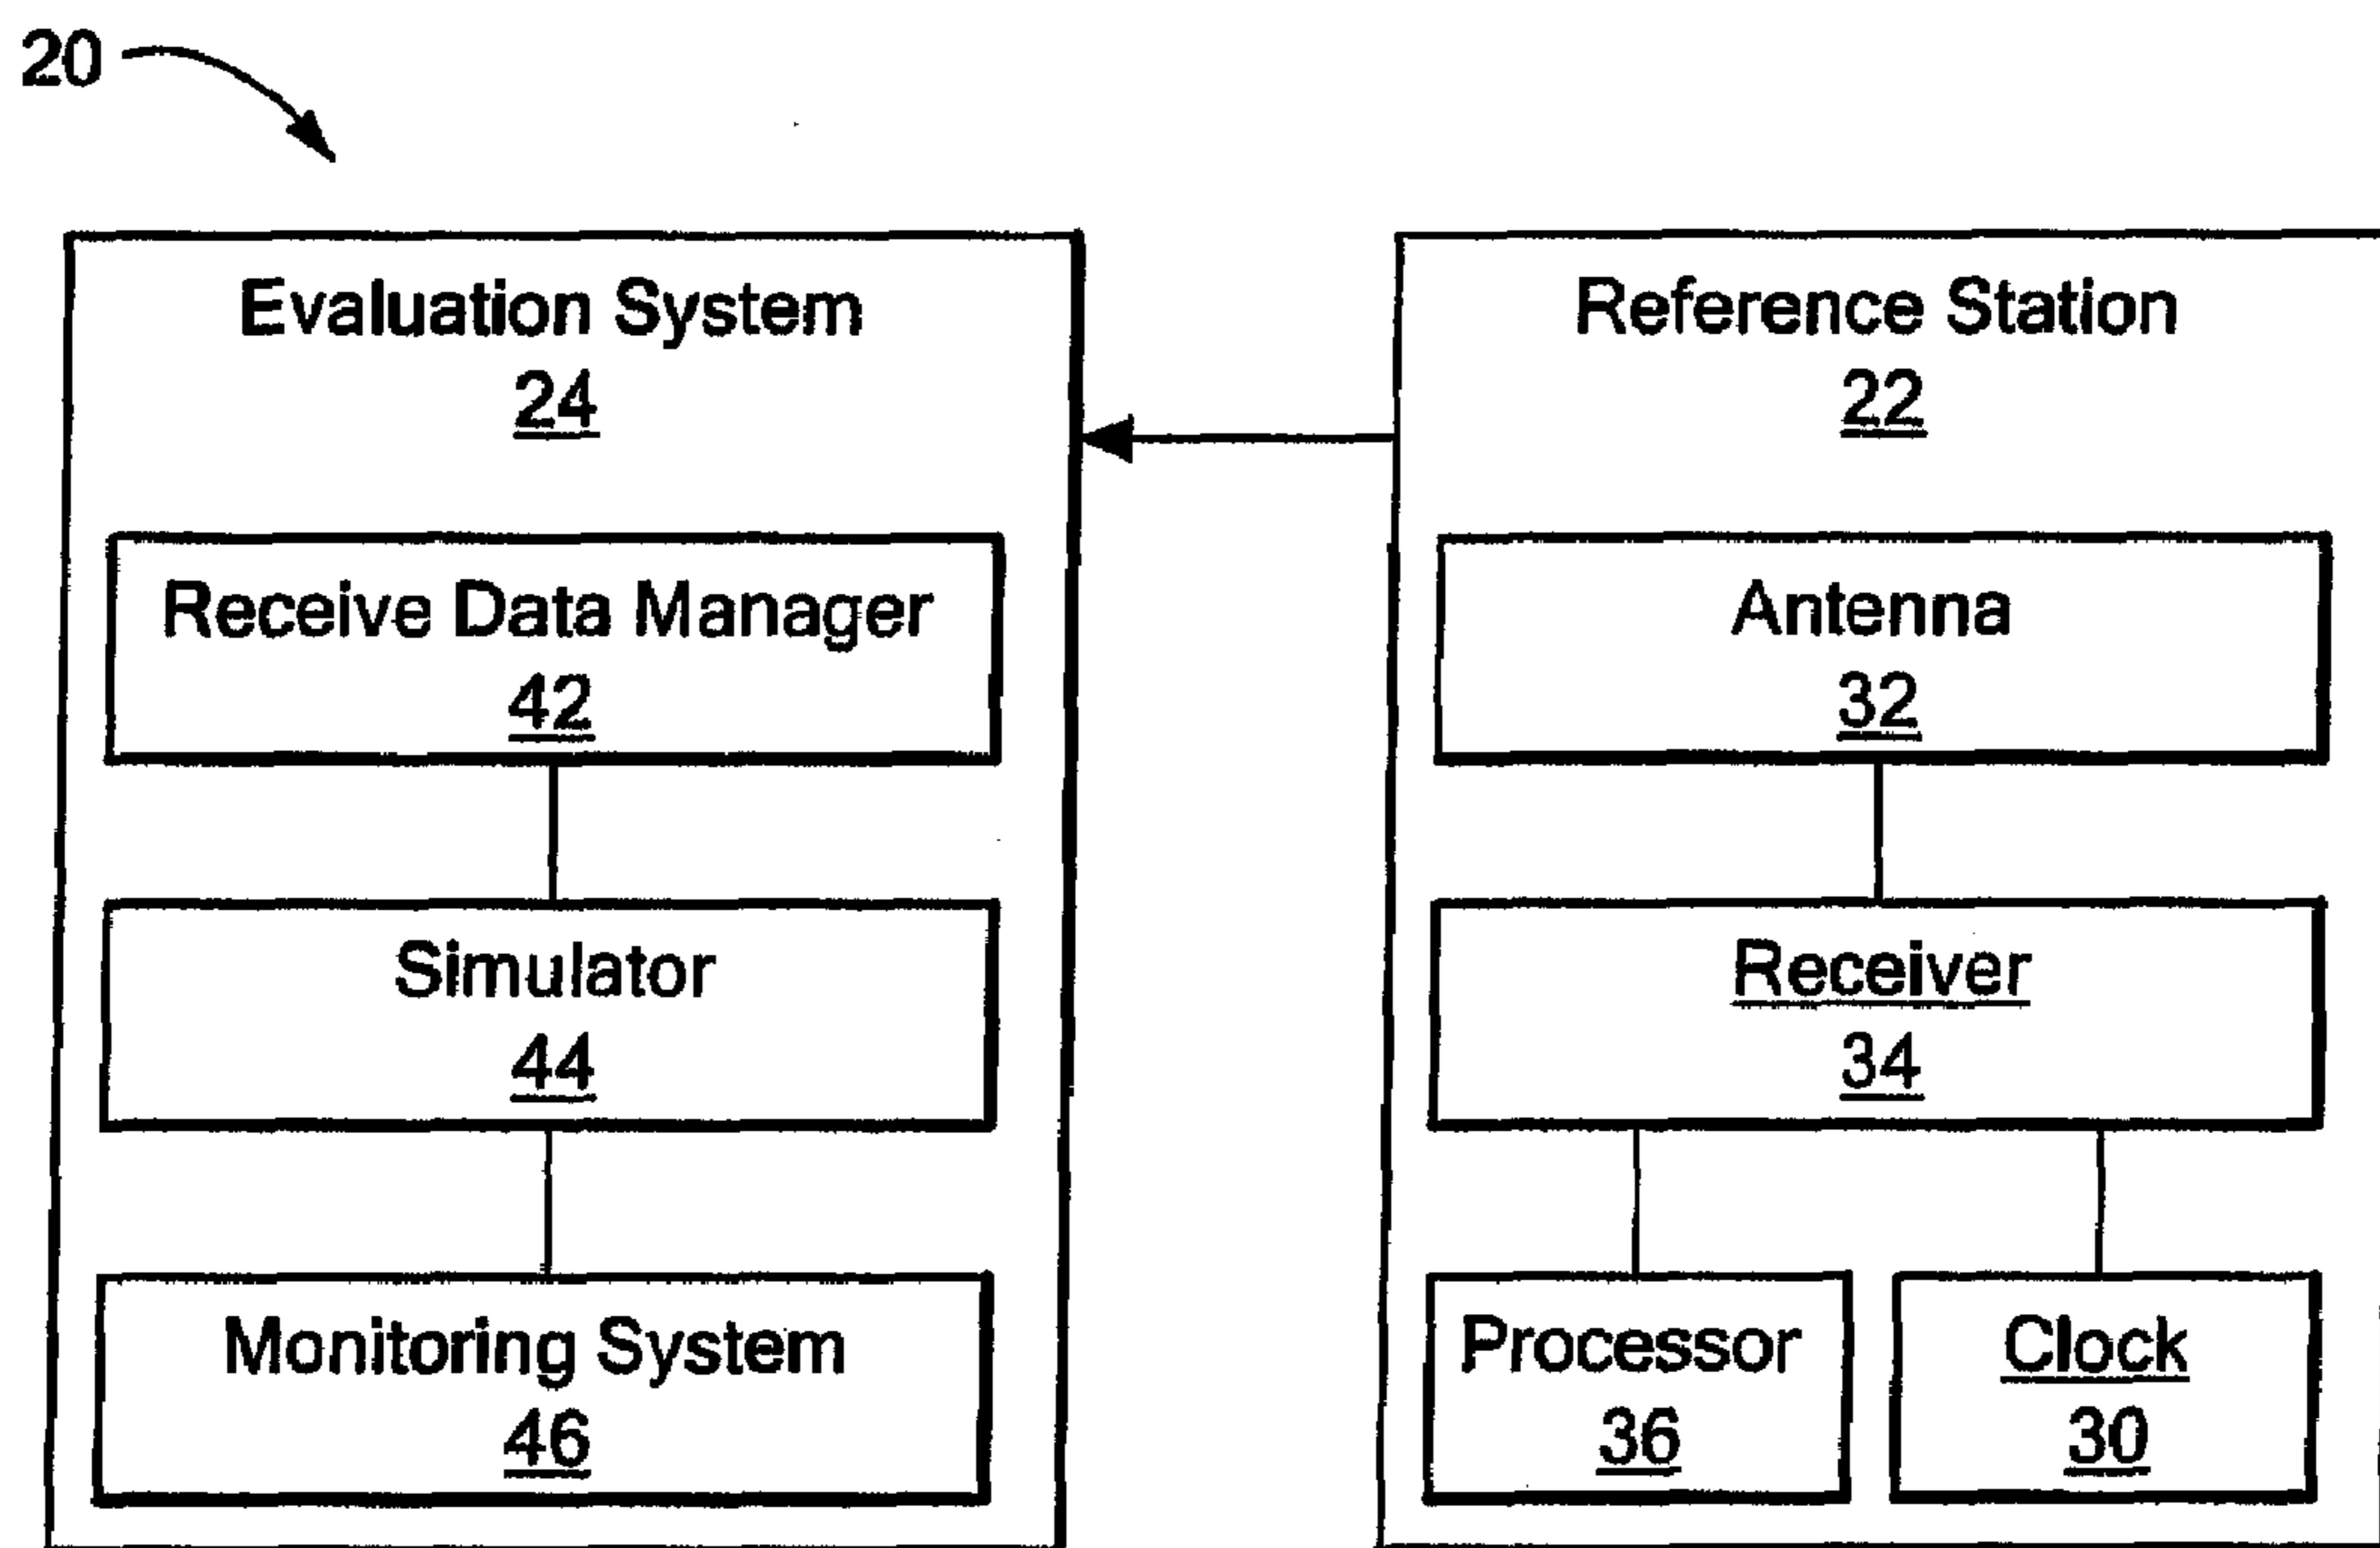 20
Evaluation System
24
Receive Data Manager
42
Simulator
44
Monitoring System
46
Reference Station
22
Antenna
32
Receiver
34
Processor
36
Clock
30